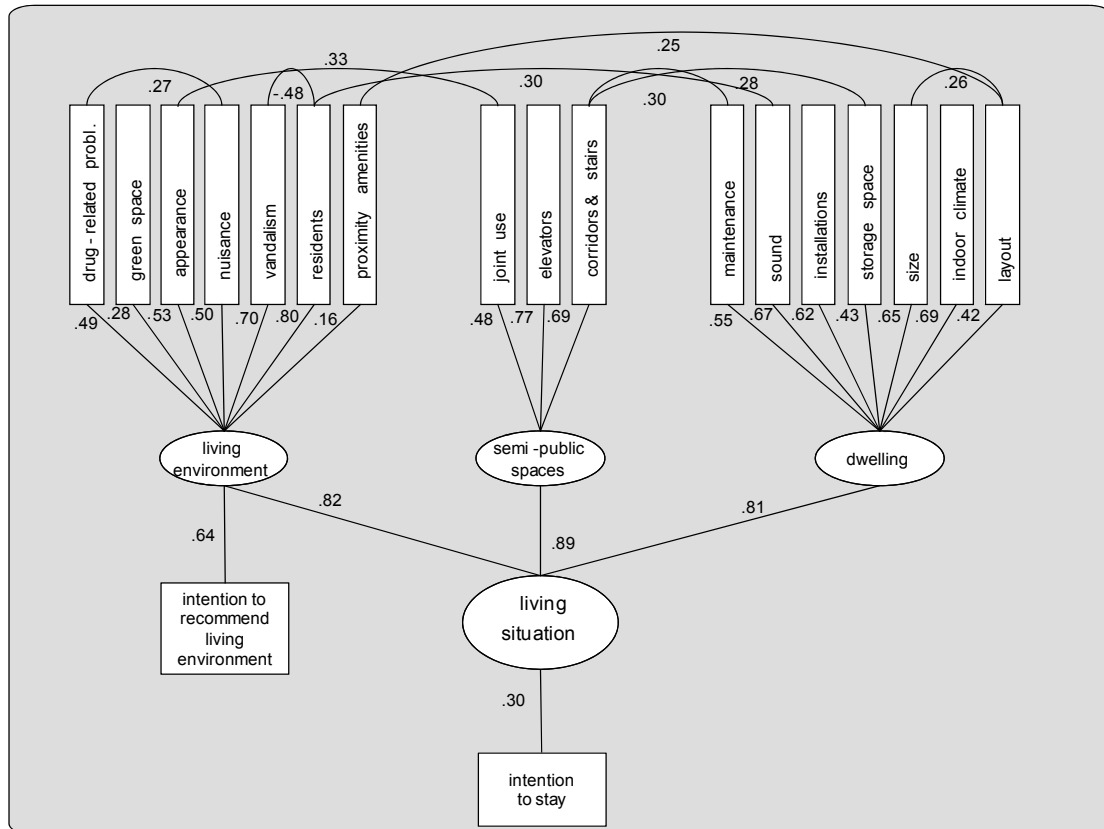 .25
.33
.27
-.48
.30
.28
.26
.30
drug - related probl.
green space
appearance
nuisance
vandalism
residents
proximity amenities
joint use
elevators
corridors & stairs
maintenance
sound
installations
storage space
size
indoor climate
layout
.49
.28
.53
.50
.70
.80
.16
.48
.77
.69
.55
.67
.62
.43
.65
.69
.42
living
environment
semi -public
spaces
dwelling
.82
.81
.64
.89
intention to
recommend
living
environment
living
situation
.30
intention
to stay